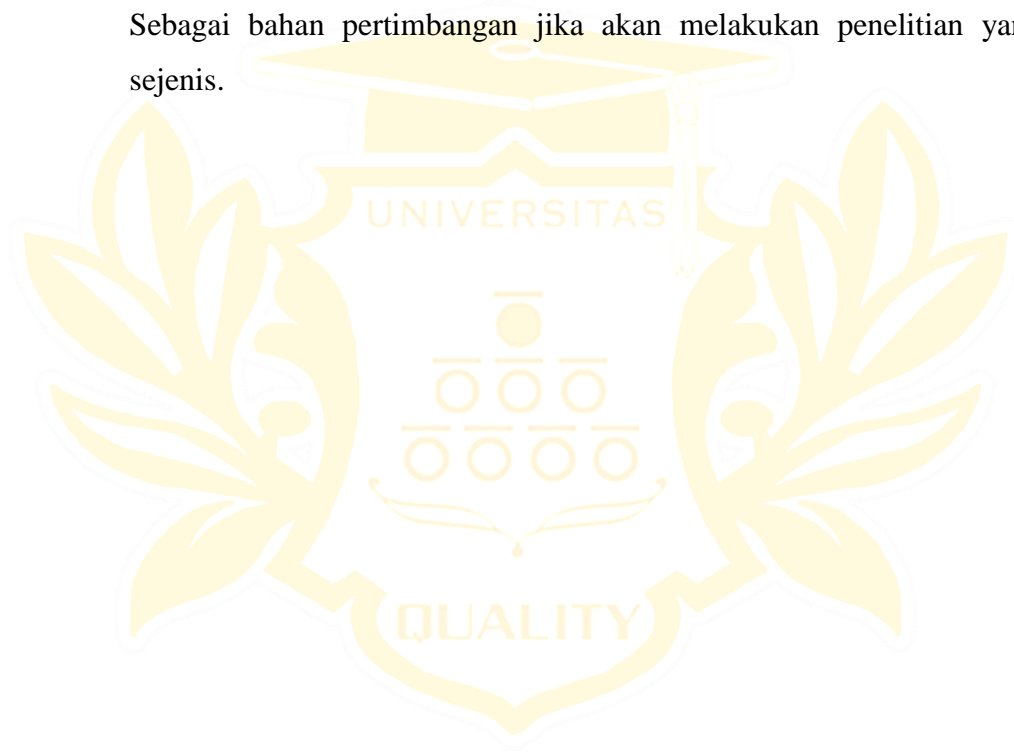 Sebagai bahan pertimbangan jika akan melakukan penelitian yan
sejenis.
UNIVERSITAS
QUALITY